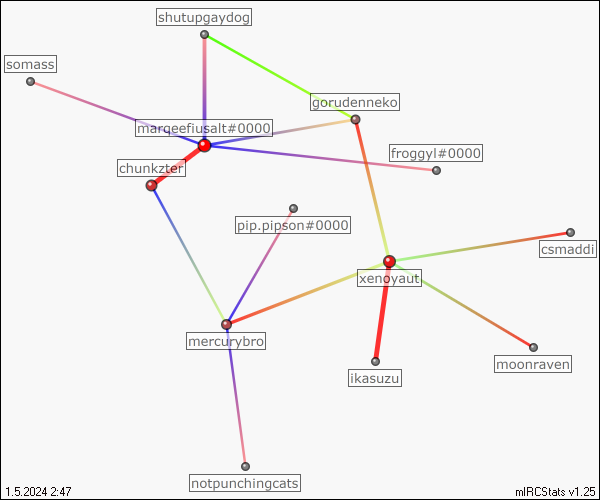 shutupgaydog
somass
gorudenneko
marqeefiusalt#0000
froggyl#0000
chunkzter
pip.pipson#0000
csmaddi
xenoyaut
mercurybro
moonraven
ikasuzu
notpunchingcats
1.5.2024 2:47
mIRCStats v1.25